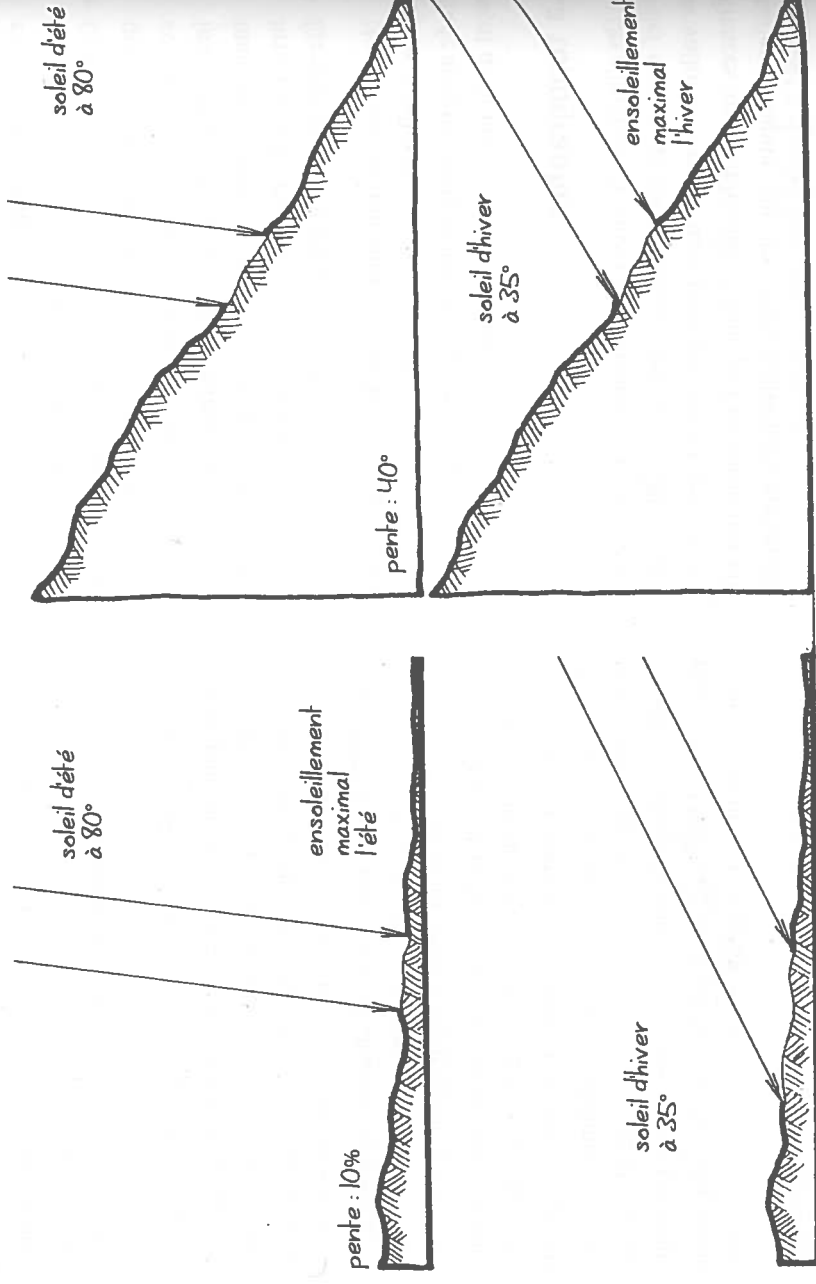 soleil d'été
à 80°
ensoleillement
maximal
l'été
pente : 10%
soleil d'été
à 80°
pente : 40°
soleil d'hiver
à 35°
soleil d'hiver
à 35°
ensoleillement
maximal
l'hiver